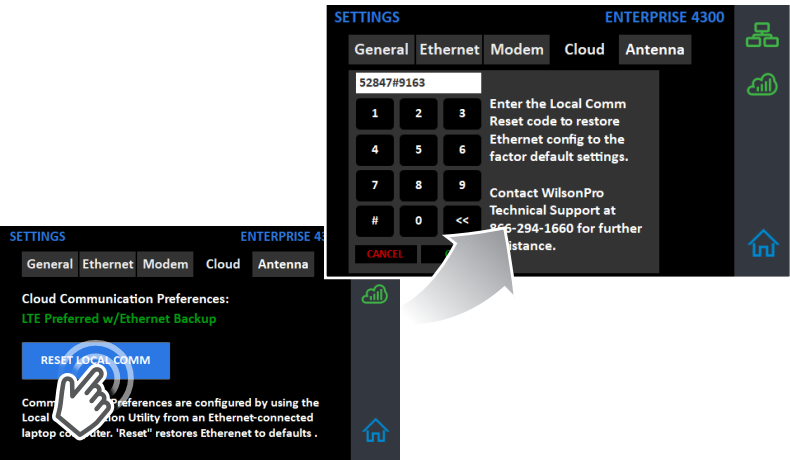 SETTINGS
ENTERPRISE 4300
General Ethernet Modem Cloud Antenna
52847#9163
1 2 3
4 5 6
7 8 9
# 0 <<
CANCEL
Enter the Local Comm
Reset code to restore
Ethernet config to the
factor default settings.
Contact WilsonPro
Technical Support at
866-294-1660 for further
SETTINGS
ENTERPRISE 43
General Ethernet Modem Cloud Antenna
Cloud Communication Preferences:
LTE Preferred w/Ethernet Backup
RESET LOCAL COMM
Preferences are configured by using the
Local Utility from an Ethernet-connected
laptop 'Reset" restores Etherenet to defaults .